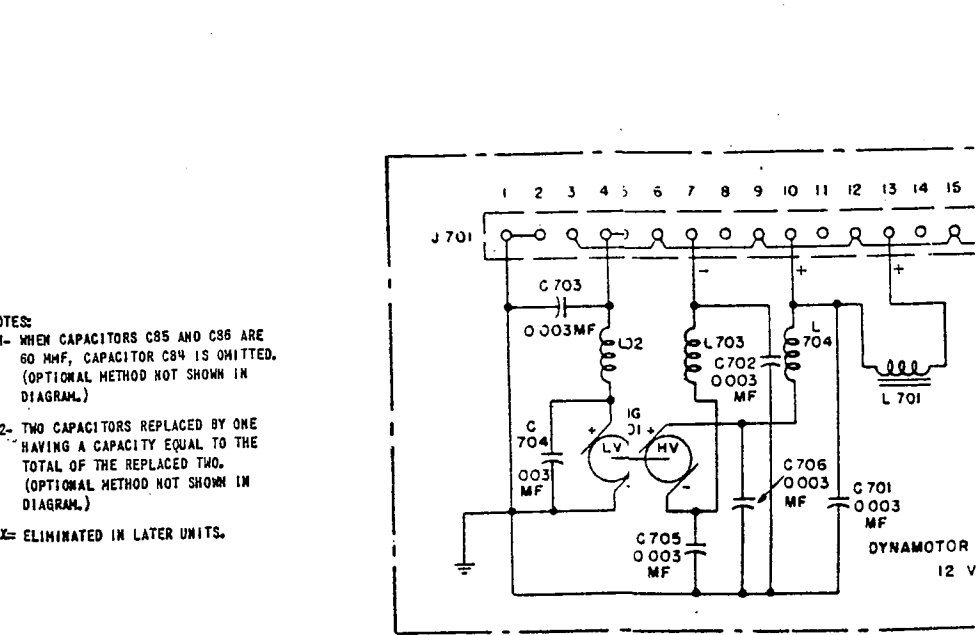 1 2 3 4 5 6 7 8 9 10 11 12 13 14 15
J 701
C 703
0 003MF
L 703
C 702
0 003
MF
L
704
L 701
C
704
003
MF
LV
HV
C 706
0 003
MF
C 701
0 003
MF
C 705
0 003
MF
DYNAMOTOR
12 V
OTES:
1- WHEN CAPACITORS C85 AND C86 ARE
60 MMF, CAPACITOR C84 IS OMITTED.
(OPTIONAL METHOD NOT SHOWN IN
DIAGRAM.)
2- TWO CAPACITORS REPLACED BY ONE
HAVING A CAPACITY EQUAL TO THE
TOTAL OF THE REPLACED TWO.
(OPTIONAL METHOD NOT SHOWN IN
DIAGRAM.)
X= ELIMINATED IN LATER UNITS.